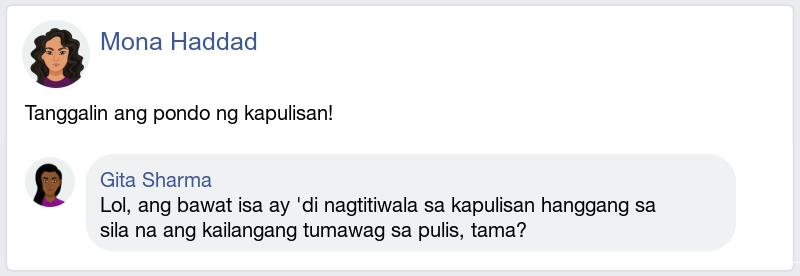 Mona Haddad
Tanggalin ang pondo ng kapulisan!
Gita Sharma
Lol, ang bawat isa ay 'di nagtitiwala sa kapulisan hanggang sa
sila na ang kailangang tumawag sa pulis, tama?